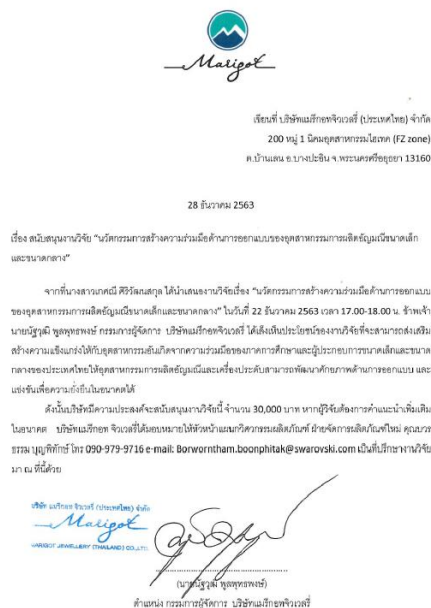 Marigot
เขียนที่ บริษัทแมริกอทจิวเวลรี่ (ประเทศไทย) จำกัด
200 หมู่ 1 นิคมอุตสาหกรรมไฮเทค (FZ zone)
ต.บ้านเลน อ.บางปะอิน จ.พระนครศรีอยุธยา 13160
28 ธันวาคม 2563
เรื่อง สนับสนุนงานวิจัย “นวัตกรรมการสร้างความร่วมมือด้านการออกแบบของอุตสาหกรรมการผลิตอัญมณีขนาดเล็ก
และขนาดกลาง”
จากที่นางสาวเกศณี ศิริวัฒนสกุล ได้นำเสนองานวิจัยเรื่อง “นวัตกรรมการสร้างความร่วมมือด้านการออกแบบ
ของอุตสาหกรรมการผลิตอัญมณีขนาดเล็กและขนาดกลาง” ในวันที่ 22 ธันวาคม 2563 เวลา 17.00-18.00 น. ข้าพเจ้า
นายณัฐวุฒิ พูลพุทธพงษ์ กรรมการผู้จัดการ บริษัทแมริกอทจิวเวลรี่ ได้เล็งเห็นประโยชน์ของงานวิจัยที่จะสามารถส่งเสริม
สร้างความแข็งแกร่งให้กับอุตสาหกรรมอันเกิดจากความร่วมมือของภาคการศึกษาและผู้ประกอบการขนาดเล็กและขนาด
กลางของประเทศไทยให้อุตสาหกรรมการผลิตอัญมณีและเครื่องประดับสามารถพัฒนาศักยภาพด้านการออกแบบ และ
แข่งขันเพื่อความยั่งยืนในอนาคตได้
ดังนั้นบริษัทมีความประสงค์จะสนับสนุนงานวิจัยนี้ จำนวน 30,000 บาท หากผู้วิจัยต้องการคำแนะนำเพิ่มเติม
ในอนาคต บริษัทแมริกอท จิวเวลรี่ได้มอบหมายให้หัวหน้าแผนกวิศวกรรมผลิตภัณฑ์ ฝ่ายจัดการผลิตภัณฑ์ใหม่ คุณบวร
ธรรม บุญพิทักษ์ โทร 090-979-9716 e-mail: Borworntham.boonphitak@swarovski.com เป็นที่ปรึกษางานวิจัย
มา ณ ที่นี้ด้วย
บริษัท แมริกอท จิวเวลรี่ (ประเทศไทย) จำกัด
Marigot
MARIGOT JEWELLERY (THAILAND) CO.,LTD.
(นายณัฐวุฒิ พูลพุทธพงษ์)
ตำแหน่ง กรรมการผู้จัดการ บริษัทแมริกอทจิวเวลรี่